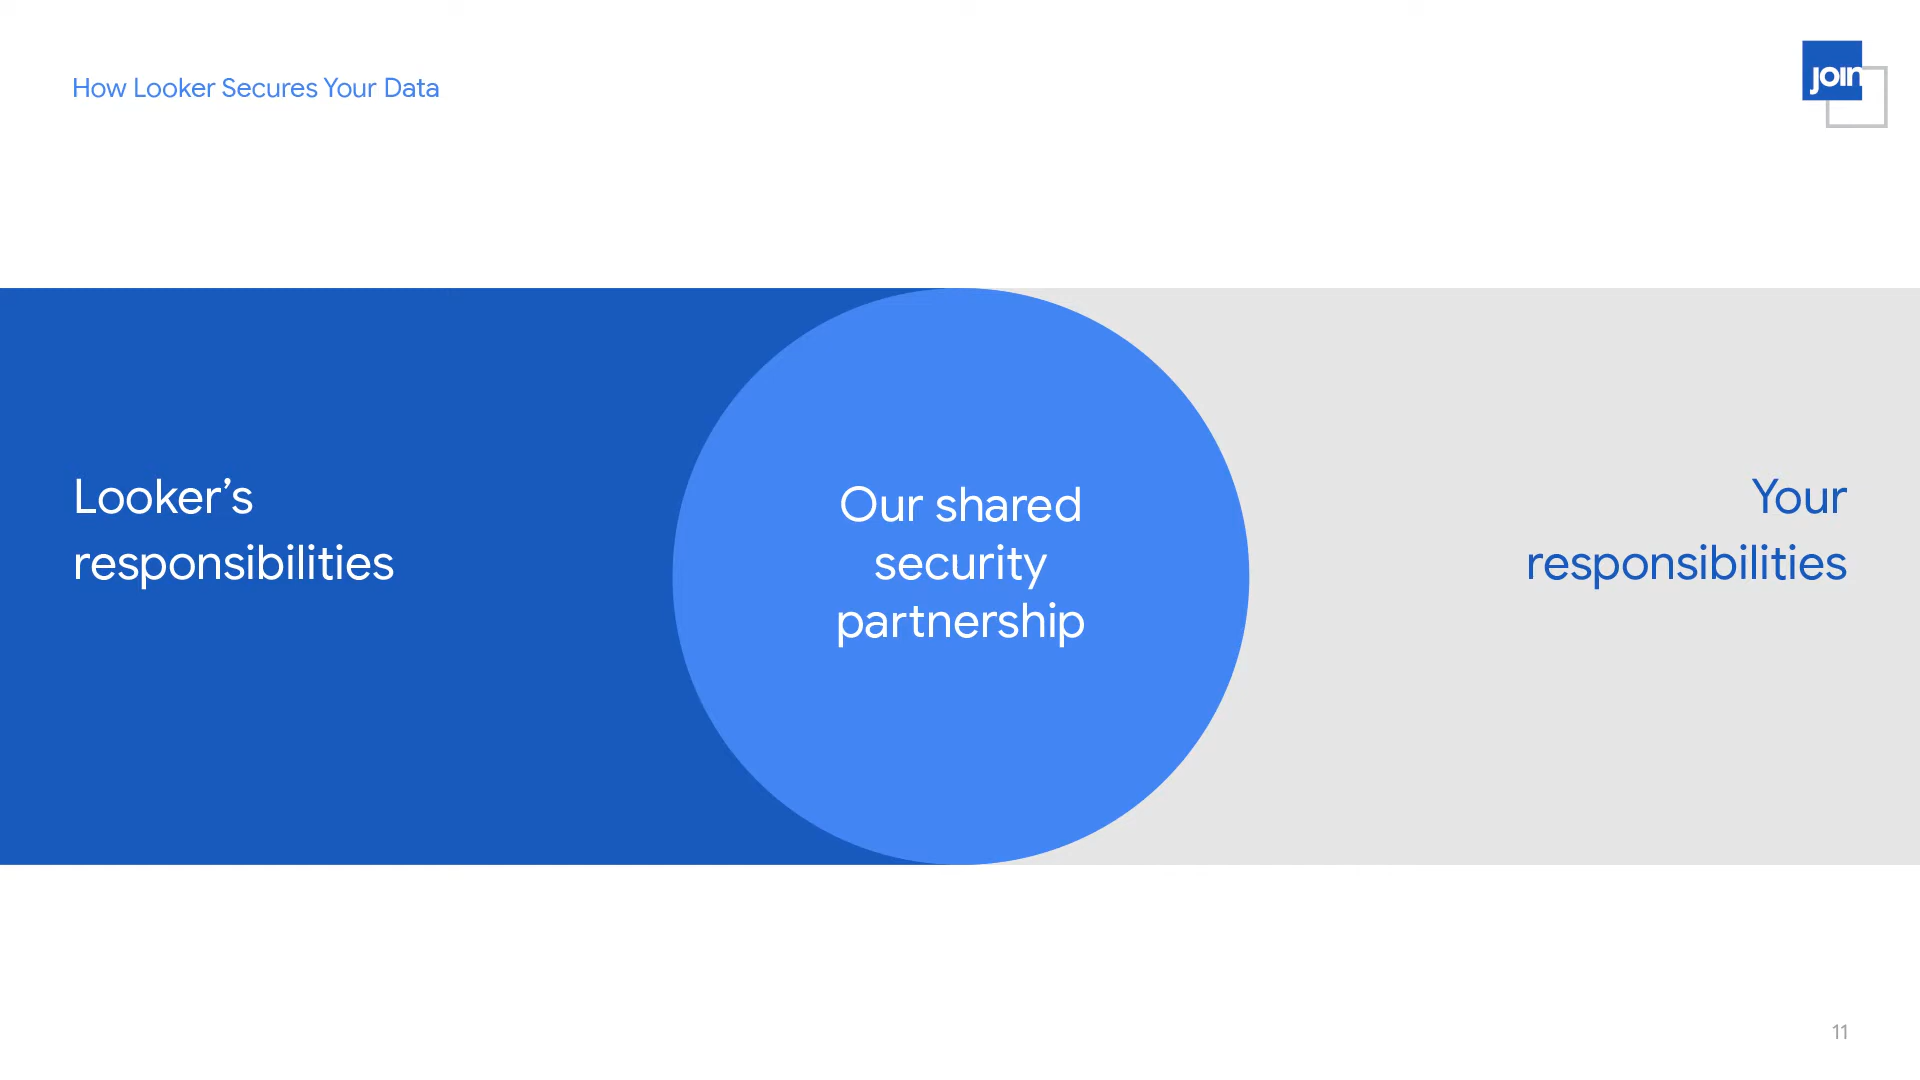 How Looker Secures Your Data
join
Looker’s
responsibilities
Our shared
security
partnership
Your
responsibilities
11